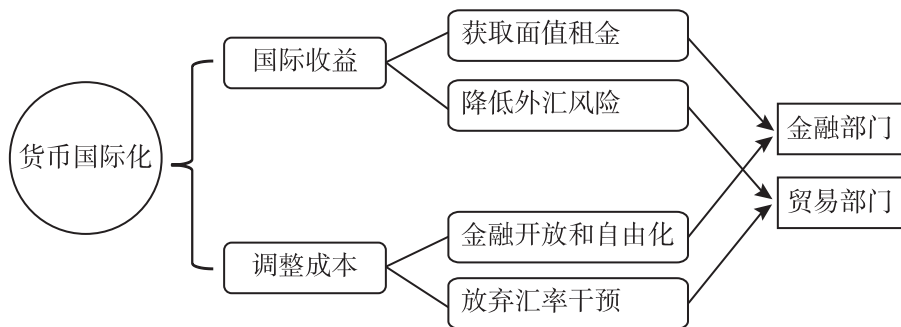 货币国际化
国际收益
获取面值租金
降低外汇风险
调整成本
金融开放和自由化
放弃汇率干预
金融部门
贸易部门